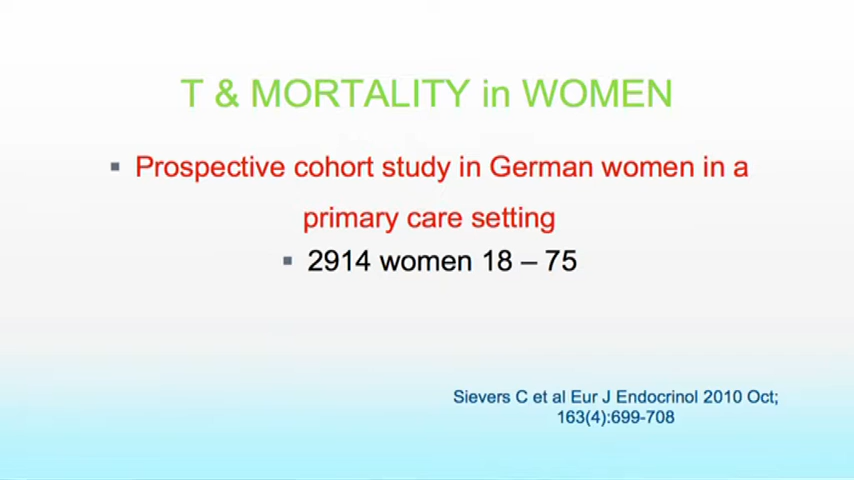 T & MORTALITY in WOMEN
▪ Prospective cohort study in German women in a
primary care setting
▪ 2914 women 18 – 75
Sievers C et al Eur J Endocrinol 2010 Oct;
163(4):699-708